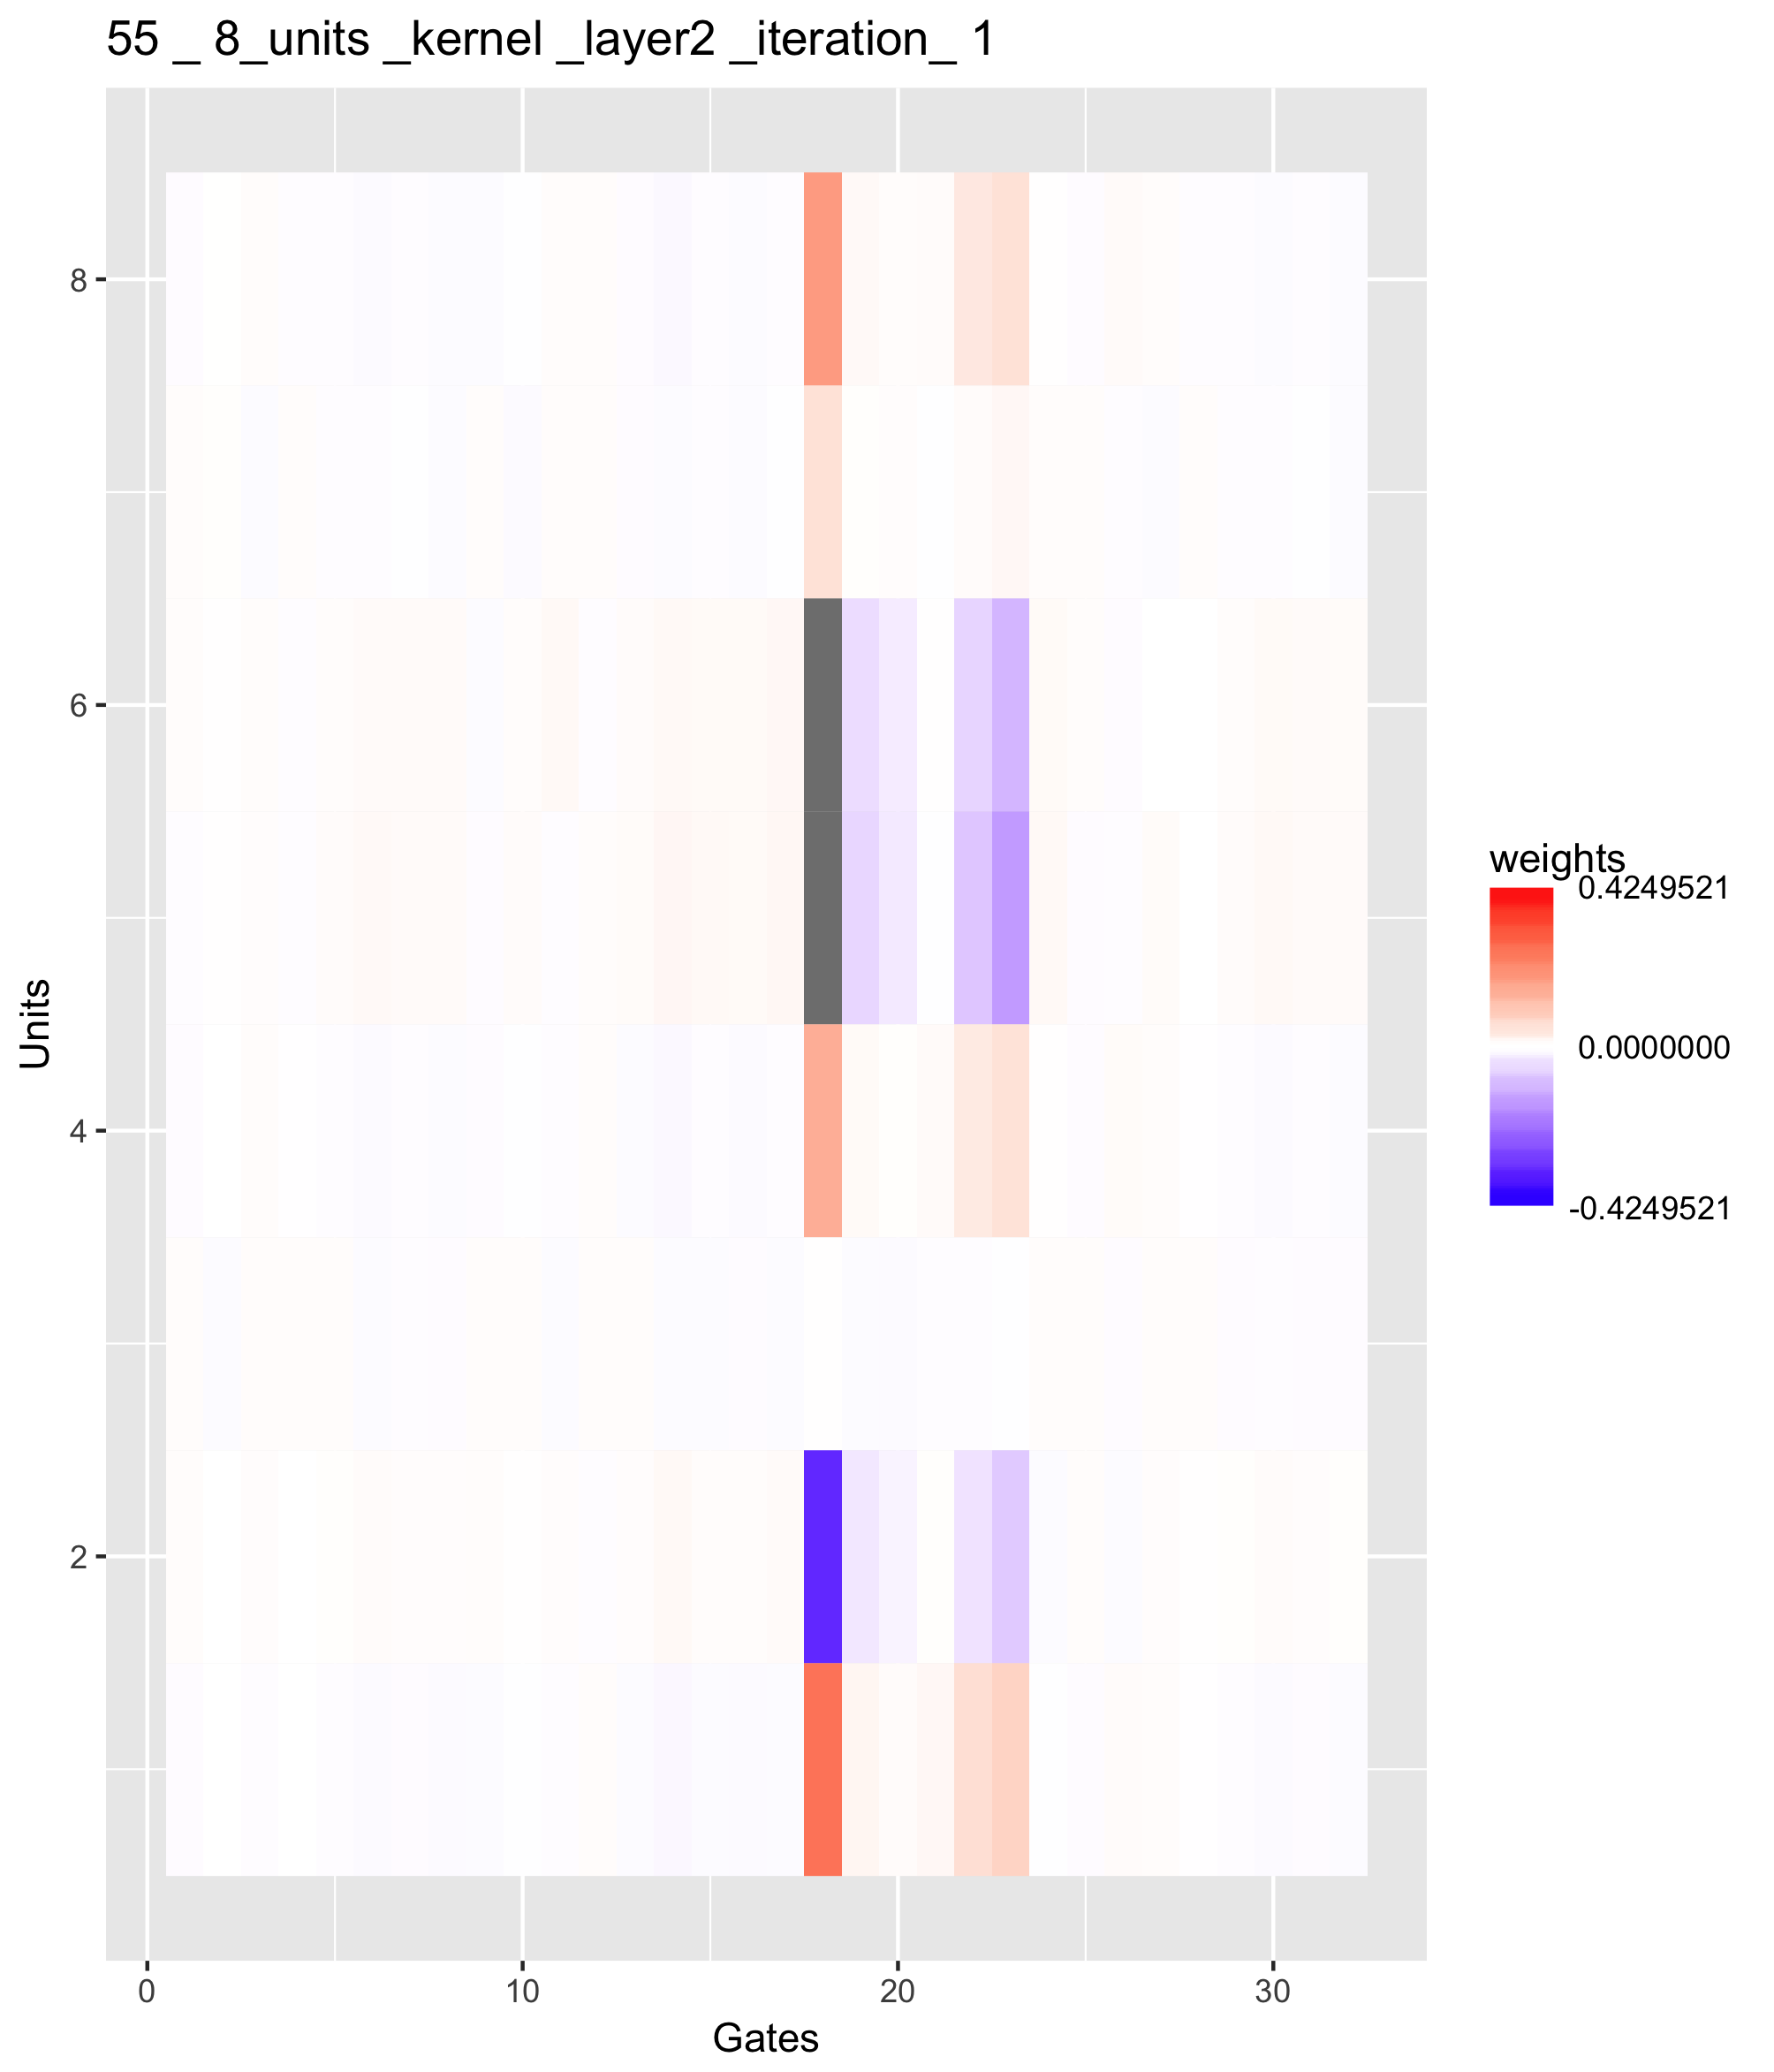 55 _ 8_units _kernel _layer2 _iteration_ 1
8
6
4
2
Units
0 10 20 30
Gates
weights
0.4249521
0.0000000
-0.4249521